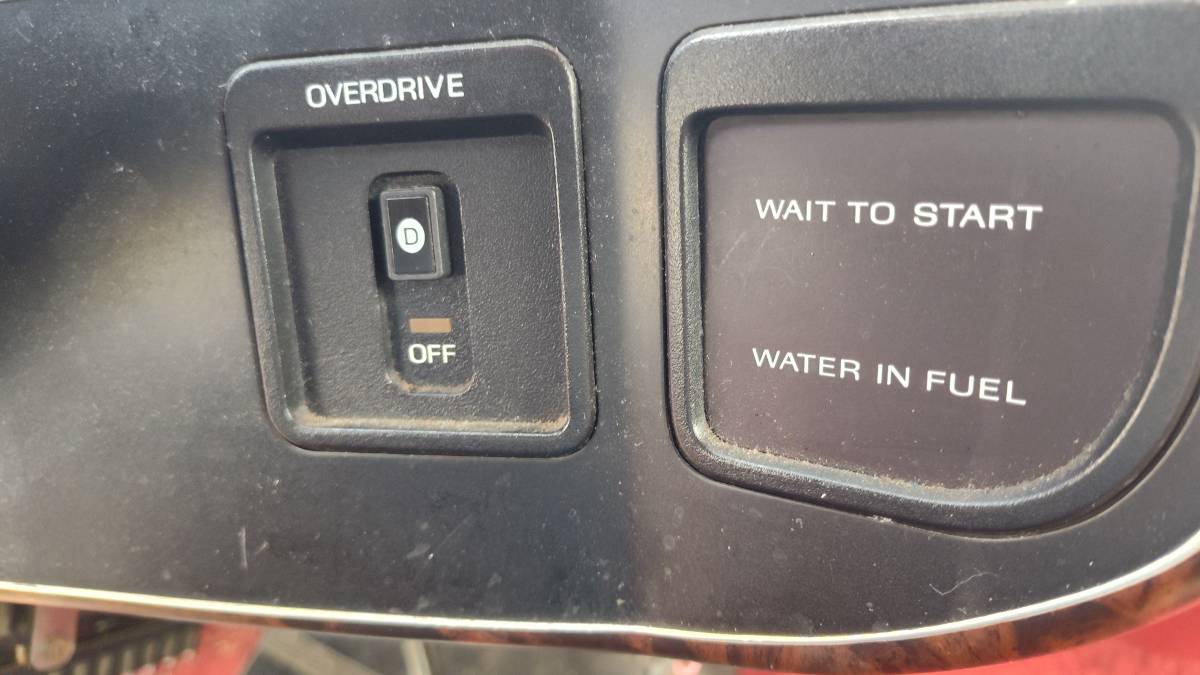 OVERDRIVE
D
OFF
WAIT TO START
WATER IN FUEL